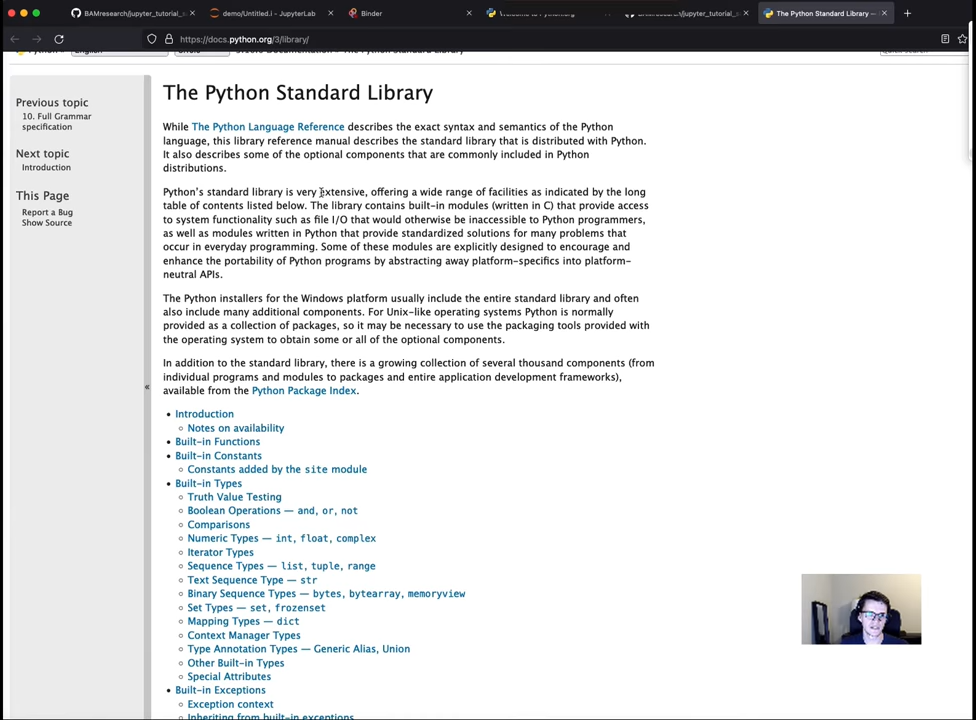 BAMresearch/jupyter_tutorial_s
demo/Untitled.i - JupyterLab
Binder
Welcome to Python.org
BAMresearch/jupyter_tutorial_s
The Python Standard Library —
https://docs.python.org/3/library/
Previous topic
10. Full Grammar
specification
Next topic
Introduction
This Page
Report a Bug
Show Source
«
The Python Standard Library
While The Python Language Reference describes the exact syntax and semantics of the Python
language, this library reference manual describes the standard library that is distributed with Python.
It also describes some of the optional components that are commonly included in Python
distributions.
Python's standard library is very extensive, offering a wide range of facilities as indicated by the long
table of contents listed below. The library contains built-in modules (written in C) that provide access
to system functionality such as file I/O that would otherwise be inaccessible to Python programmers,
as well as modules written in Python that provide standardized solutions for many problems that
occur in everyday programming. Some of these modules are explicitly designed to encourage and
enhance the portability of Python programs by abstracting away platform-specifics into platform-
neutral APIs.
The Python installers for the Windows platform usually include the entire standard library and often
also include many additional components. For Unix-like operating systems Python is normally
provided as a collection of packages, so it may be necessary to use the packaging tools provided with
the operating system to obtain some or all of the optional components.
In addition to the standard library, there is a growing collection of several thousand components (from
individual programs and modules to packages and entire application development frameworks),
available from the Python Package Index.
• Introduction
◦ Notes on availability
• Built-in Functions
• Built-in Constants
◦ Constants added by the site module
• Built-in Types
◦ Truth Value Testing
◦ Boolean Operations — and, or, not
◦ Comparisons
◦ Numeric Types — int, float, complex
◦ Iterator Types
◦ Sequence Types — list, tuple, range
◦ Text Sequence Type — str
◦ Binary Sequence Types — bytes, bytearray, memoryview
◦ Set Types — set, frozenset
◦ Mapping Types — dict
◦ Context Manager Types
◦ Type Annotation Types — Generic Alias, Union
◦ Other Built-in Types
◦ Special Attributes
• Built-in Exceptions
◦ Exception context
◦ Inheriting from built-in exceptions